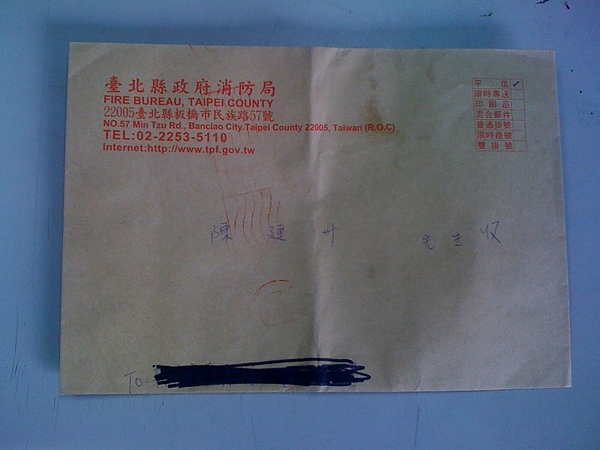 臺北縣政府消防局
FIRE BUREAU, TAIPEI COUNTY
22005臺北縣板橋市民族路57號
NO.57 Min Tzu Rd., Banciao City.Taipei County 22005, Taiwan (R.O.C)
TEL:02-2253-5110
Internet:http://www.tpf.gov.tw
平信✓
限時專送
印刷品
混合郵件
普通掛號
限時掛號
雙掛號
陳建州 先生收
To: